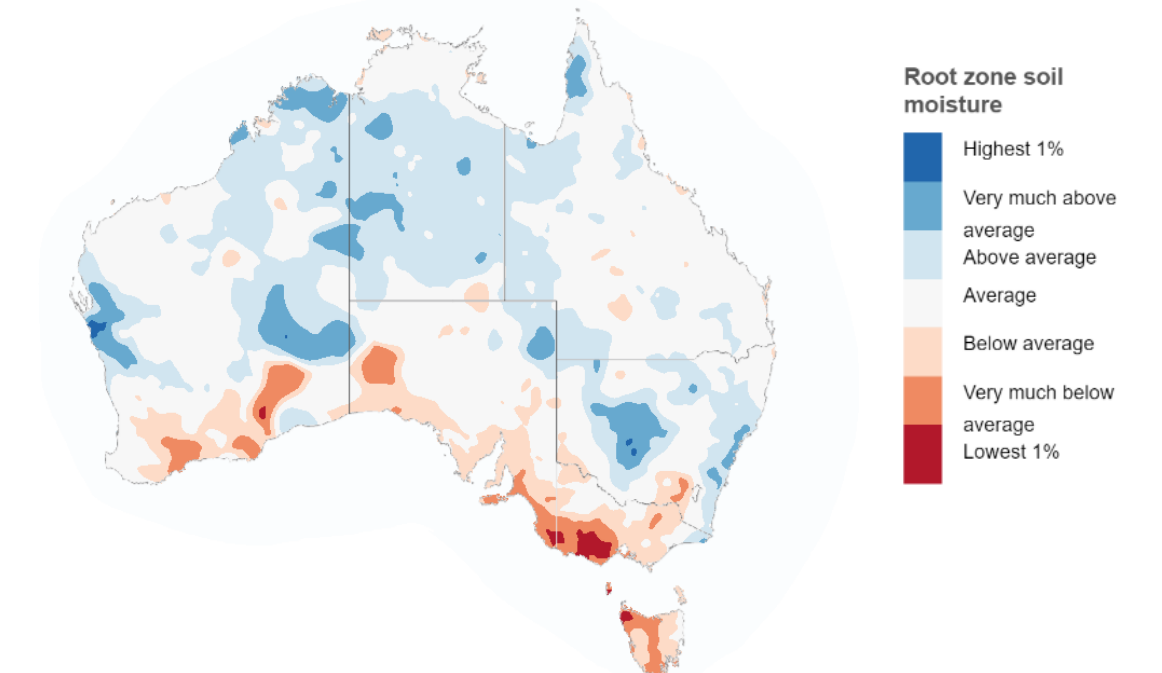 Root zone soil
moisture
Highest 1%
Very much above
average
Above average
Average
Below average
Very much below
average
Lowest 1%